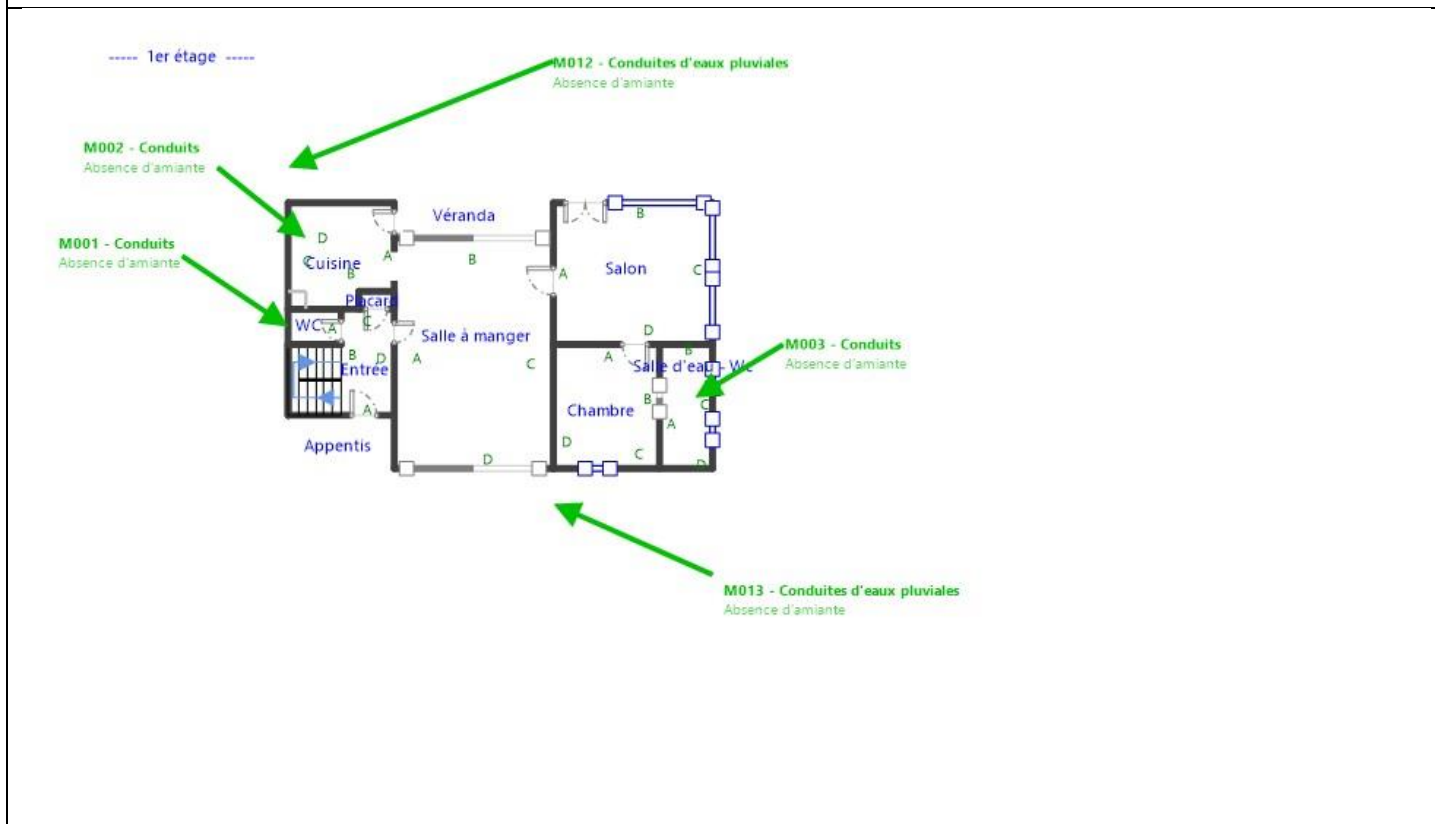 ----- 1er étage -----
M012 - Conduites d'eaux pluviales
Absence d'amiante
M002 - Conduits
Absence d'amiante
M001 - Conduits
Absence d'amiante
Véranda
B
B
D
A
C
Cuisine
B
B
A
Salon
C
Placard
C
WC
A
Salle à manger
D
A
C
B
D
Entrée
A
A
Salle d'eau - Wc
B
M003 - Conduits
Absence d'amiante
Chambre
B
C
A
A
Appentis
D
D
C
D
M013 - Conduites d'eaux pluviales
Absence d'amiante